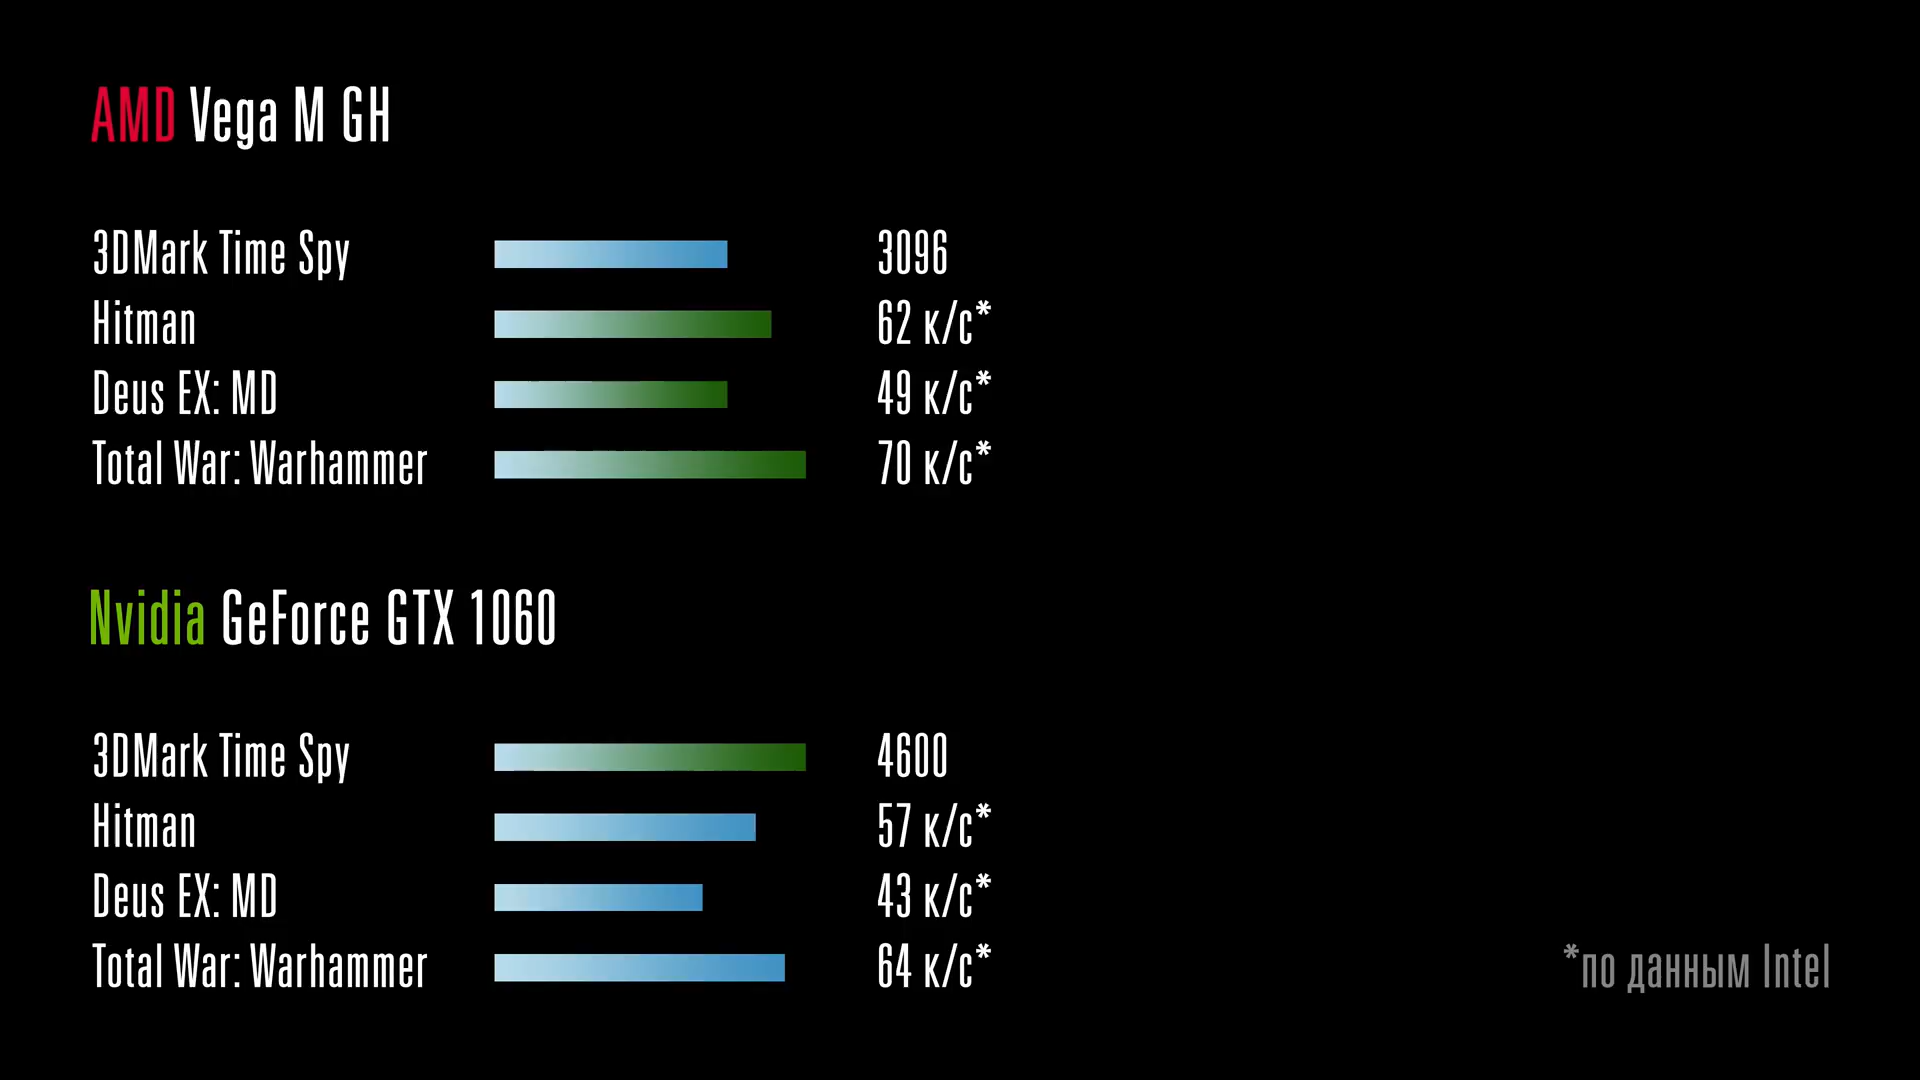 AMD Vega M GH
3DMark Time Spy 3096
Hitman 62 к/с*
Deus EX: MD 49 к/с*
Total War: Warhammer 70 к/с*
Nvidia GeForce GTX 1060
3DMark Time Spy 4600
Hitman 57 к/с*
Deus EX: MD 43 к/с*
Total War: Warhammer 64 к/с*
*по данным Intel